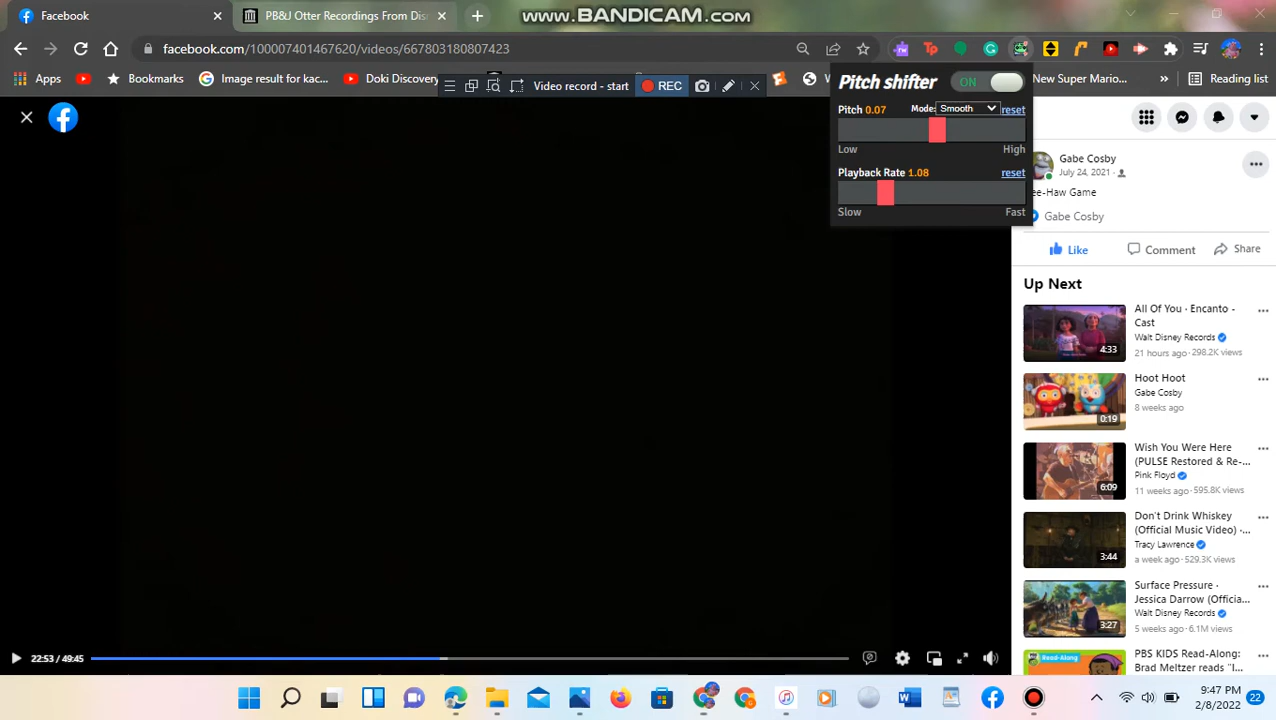 Facebook
PB&J Otter Recordings From Dis
www.BANDICAM.com
facebook.com/100007401467620/videos/667803180807423
Apps
Bookmarks
Image result for kac...
Doki Discovery
Video record - start
REC
New Super Mario...
Reading list
Pitch shifter
ON
Pitch 0.07
Mode:
Smooth
reset
Low
High
Playback Rate 1.08
reset
Slow
Fast
Gabe Cosby
July 24, 2021
ee-Haw Game
Gabe Cosby
Like
Comment
Share
Up Next
All Of You · Encanto -
Cast
Walt Disney Records
21 hours ago · 298.2K views
4:33
Hoot Hoot
Gabe Cosby
8 weeks ago
0:19
Wish You Were Here
(PULSE Restored & Re-...
Pink Floyd
11 weeks ago · 595.8K views
6:09
Don't Drink Whiskey
(Official Music Video) ·...
Tracy Lawrence
a week ago · 529.3K views
3:44
Surface Pressure ·
Jessica Darrow (Officia...
Walt Disney Records
5 weeks ago · 6.1M views
3:27
PBS KIDS Read-Along:
Brad Meltzer reads "I...
Read-Along
22:53 / 49:45
9:47 PM
2/8/2022
22